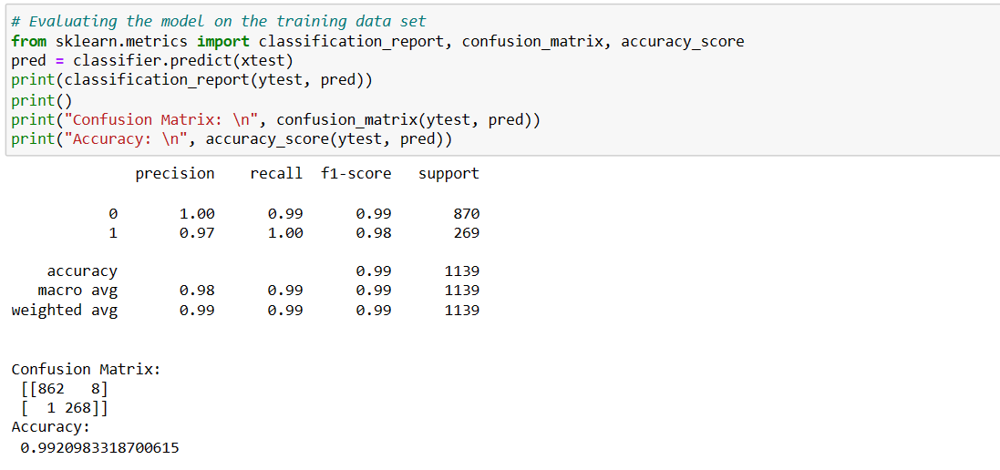 # Evaluating the model on the training data set
from sklearn.metrics import classification_report, confusion_matrix, accuracy_score
pred = classifier.predict(xtest)
print(classification_report(ytest, pred))
print()
print("Confusion Matrix: \n", confusion_matrix(ytest, pred))
print("Accuracy: \n", accuracy_score(ytest, pred))
precision recall f1-score support
0 1.00 0.99 0.99 870
1 0.97 1.00 0.98 269
accuracy 0.99 1139
macro avg 0.98 0.99 0.99 1139
weighted avg 0.99 0.99 0.99 1139
Confusion Matrix:
[[862 8]
[ 1 268]]
Accuracy:
0.9920983318700615